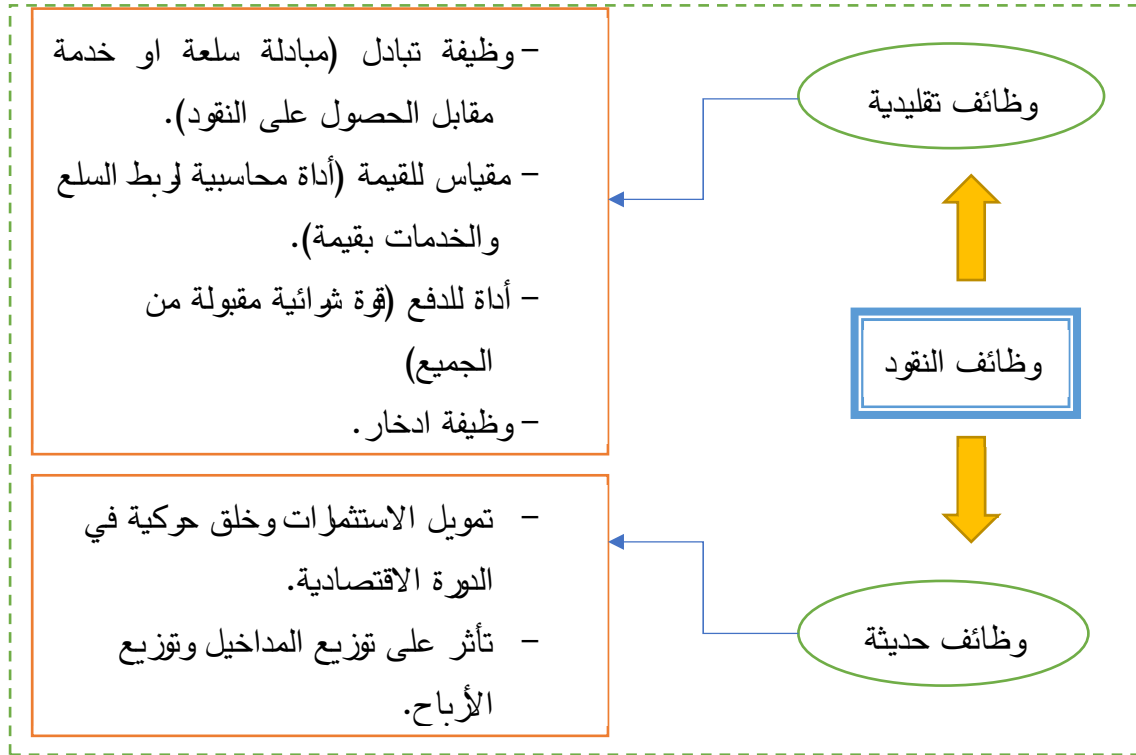 وظائف النقود
وظائف تقليدية
- وظيفة تبادل (مبادلة سلعة او خدمة
مقابل الحصول على النقود).
- مقياس للقيمة (أداة محاسبية لربط السلع
والخدمات بقيمة).
- أداة للدفع (قوة شرائية مقبولة من
الجميع)
- وظيفة ادخار.
وظائف حديثة
- تمويل الاستثمارات وخلق حركية في
الدورة الاقتصادية.
- تأثر على توزيع المداخيل وتوزيع
الأرباح.